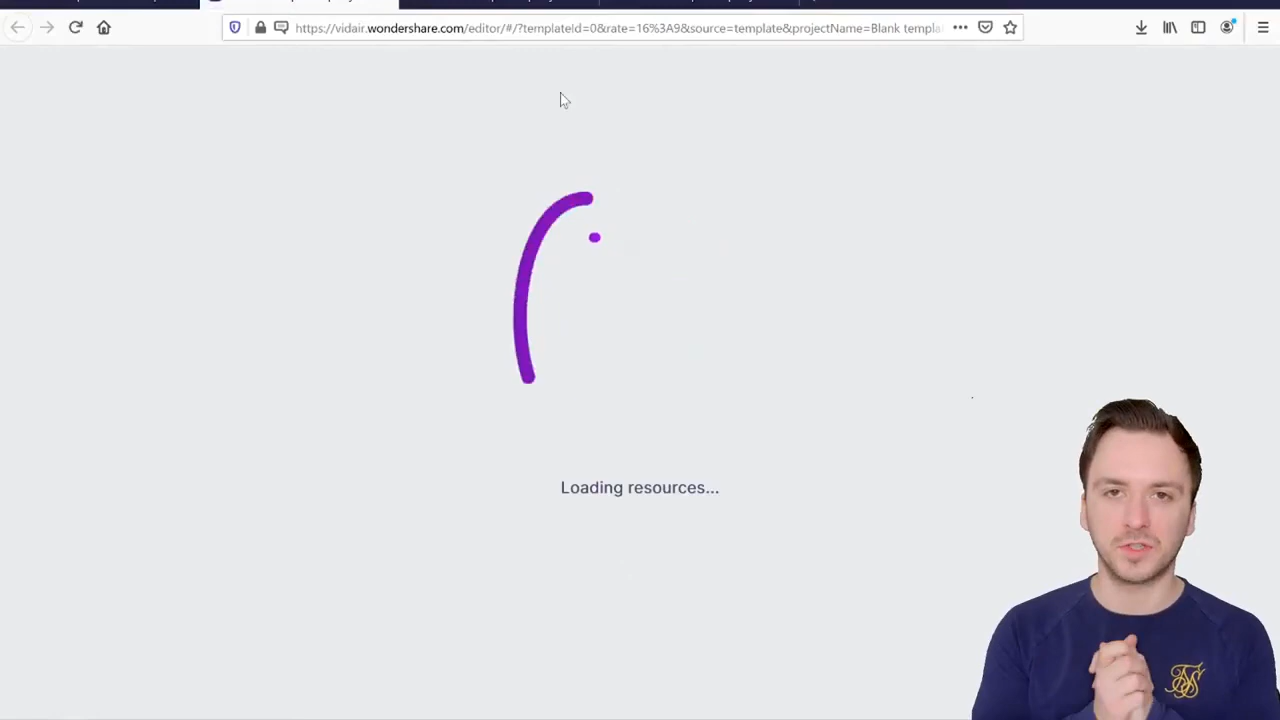 https://vidair.wondershare.com/editor/#/?templateId=0&rate=16%3A9&source=template&projectName=Blank templa
Loading resources...